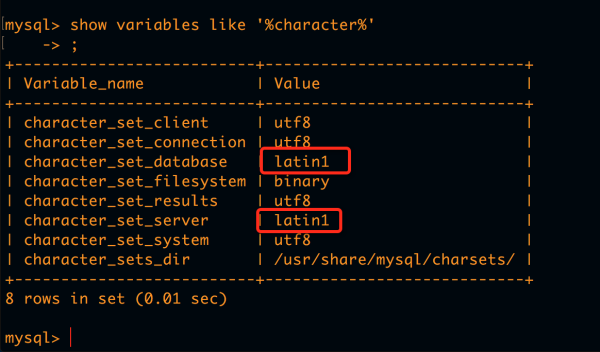 mysql> show variables like '%character%'
    -> ;
+--------------------------+----------------------------+
| Variable_name            | Value                      |
+--------------------------+----------------------------+
| character_set_client     | utf8                       |
| character_set_connection | utf8                       |
| character_set_database   | latin1                     |
| character_set_filesystem | binary                     |
| character_set_results    | utf8                       |
| character_set_server     | latin1                     |
| character_set_system     | utf8                       |
| character_sets_dir       | /usr/share/mysql/charsets/ |
+--------------------------+----------------------------+
8 rows in set (0.01 sec)
mysql>